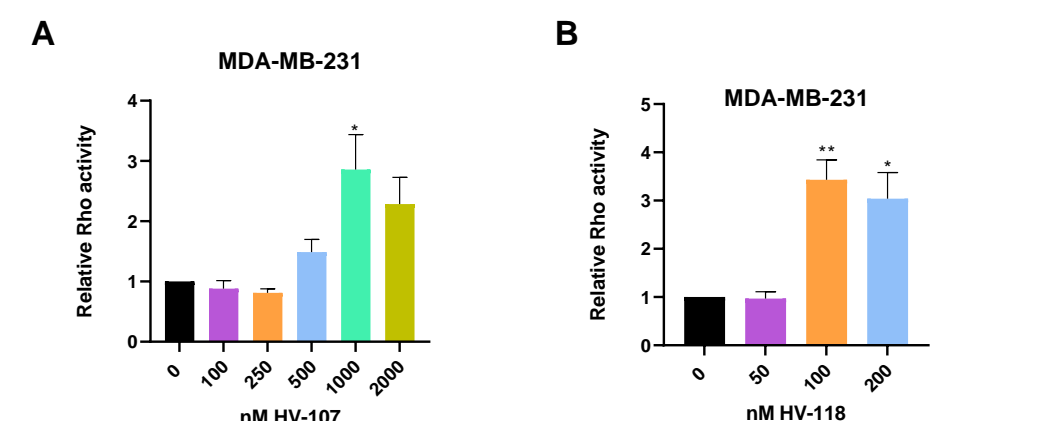 A
MDA-MB-231
Relative Rho activity
4
3
2
1
0
*
0 100 250 500 1000 2000
nM HV-107
B
MDA-MB-231
Relative Rho activity
5
4
3
2
1
0
** *
0 50 100 200
nM HV-118